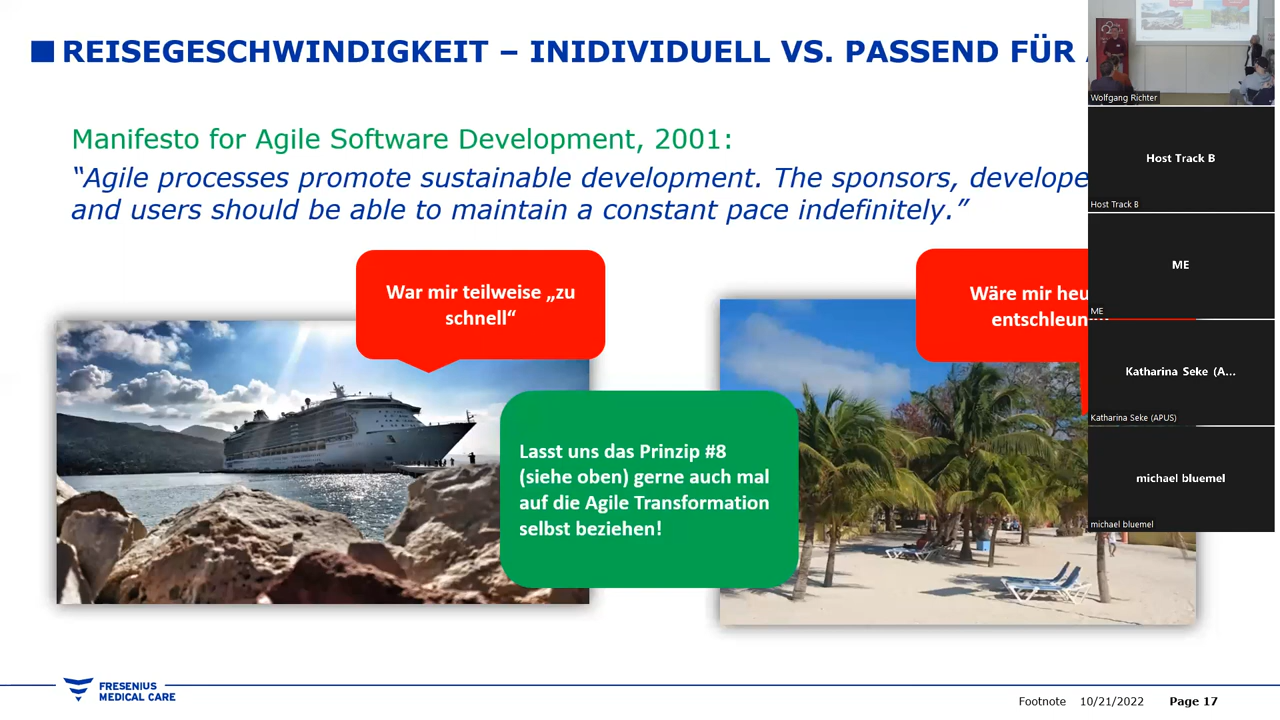 REISEGESCHWINDIGKEIT – INIDIVIDUELL VS. PASSEND FÜR
Manifesto for Agile Software Development, 2001:
“Agile processes promote sustainable development. The sponsors, develope
and users should be able to maintain a constant pace indefinitely.”
War mir teilweise „zu
schnell“
Wäre mir heu
entschleun
Lasst uns das Prinzip #8
(siehe oben) gerne auch mal
auf die Agile Transformation
selbst beziehen!
FRESENIUS
MEDICAL CARE
Footnote 10/21/2022 Page 17
Wolfgang Richter
Host Track B
Host Track B
ME
ME
Katharina Seke (A...
Katharina Seke (APUS)
michael bluemel
michael bluemel